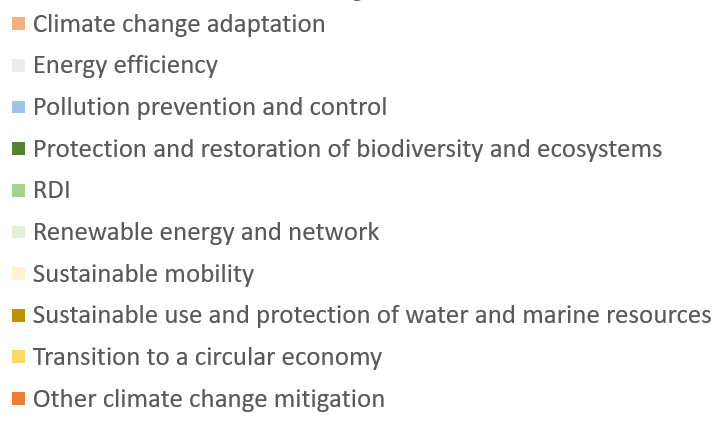 Climate change adaptation
Energy efficiency
Pollution prevention and control
Protection and restoration of biodiversity and ecosystems
RDI
Renewable energy and network
Sustainable mobility
Sustainable use and protection of water and marine resources
Transition to a circular economy
Other climate change mitigation